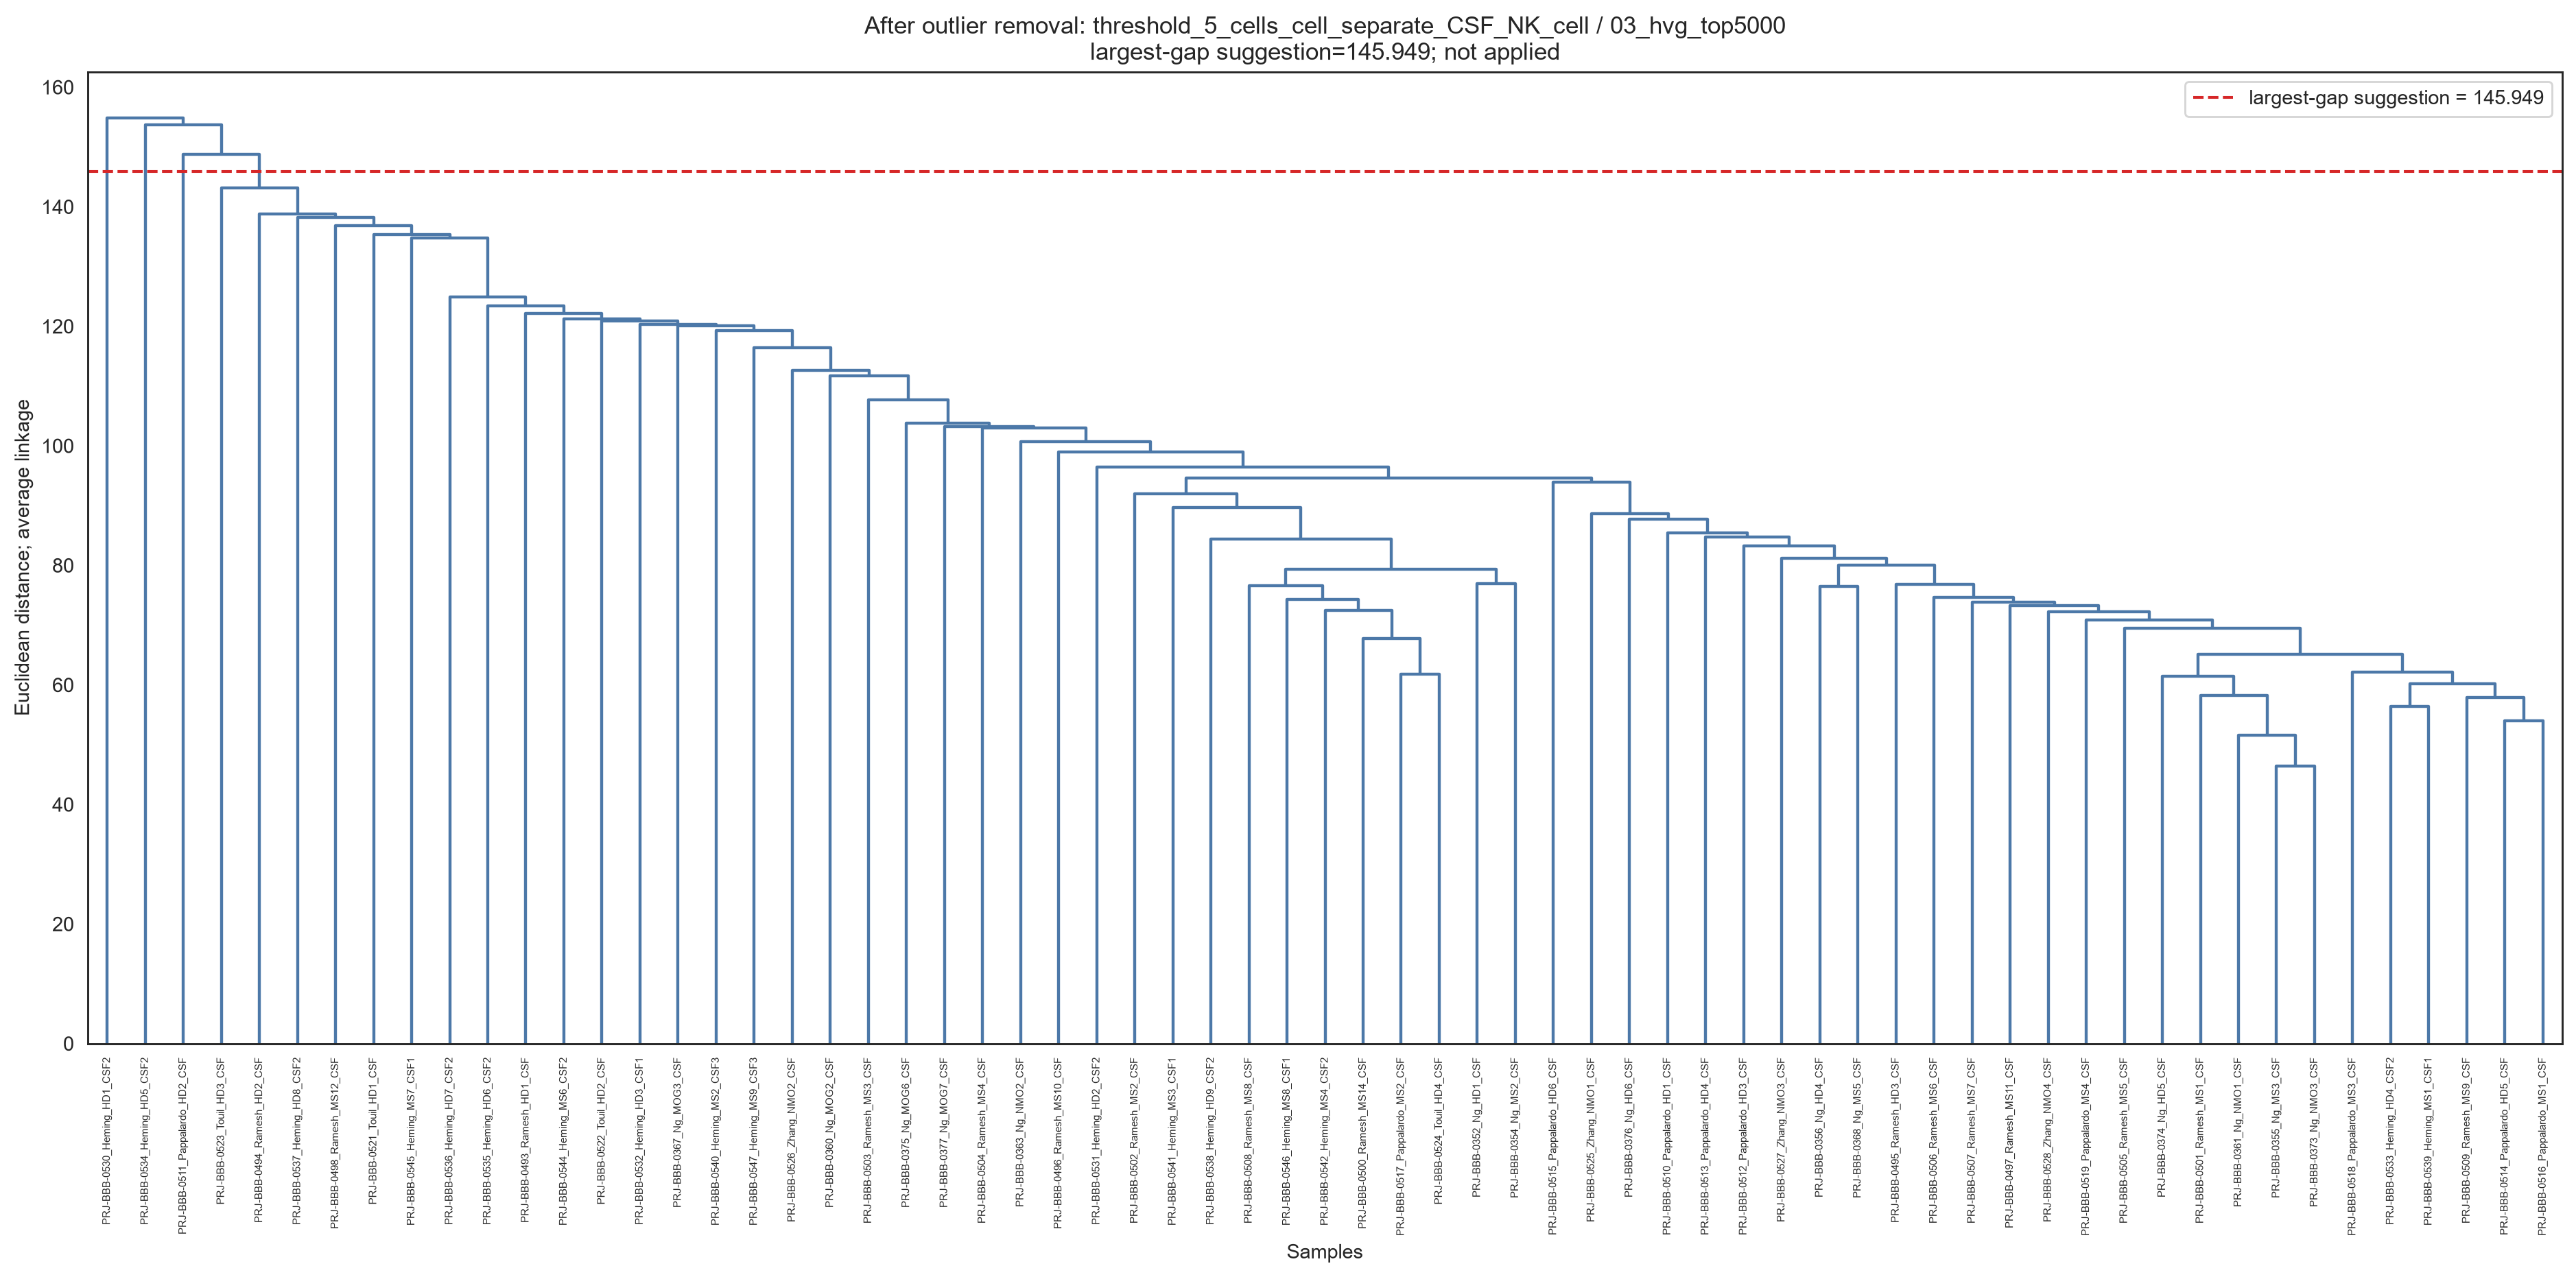 After outlier removal: threshold_5_cells_cell_separate_CSF_NK_cell / 03_hvg_top5000
largest-gap suggestion=145.949; not applied
largest-gap suggestion = 145.949
Euclidean distance; average linkage
160
140
120
100
80
60
40
20
0
PRJ-BBB-0530_Heming_HD1_CSF2
PRJ-BBB-0534_Heming_HD5_CSF2
PRJ-BBB-0511_Pappalardo_HD2_CSF
PRJ-BBB-0523_Touil_HD3_CSF
PRJ-BBB-0494_Ramesh_HD2_CSF
PRJ-BBB-0537_Heming_HD8_CSF2
PRJ-BBB-0498_Ramesh_MS12_CSF
PRJ-BBB-0521_Touil_HD1_CSF
PRJ-BBB-0545_Heming_MS7_CSF1
PRJ-BBB-0536_Heming_HD7_CSF2
PRJ-BBB-0535_Heming_HD6_CSF2
PRJ-BBB-0493_Ramesh_HD1_CSF
PRJ-BBB-0544_Heming_MS6_CSF2
PRJ-BBB-0522_Touil_HD2_CSF
PRJ-BBB-0532_Heming_HD3_CSF1
PRJ-BBB-0367_Ng_MOG3_CSF
PRJ-BBB-0540_Heming_MS2_CSF3
PRJ-BBB-0547_Heming_MS9_CSF3
PRJ-BBB-0526_Zhang_NMO2_CSF
PRJ-BBB-0360_Ng_MOG2_CSF
PRJ-BBB-0503_Ramesh_MS3_CSF
PRJ-BBB-0375_Ng_MOG6_CSF
PRJ-BBB-0377_Ng_MOG7_CSF
PRJ-BBB-0504_Ramesh_MS4_CSF
PRJ-BBB-0363_Ng_NMO2_CSF
PRJ-BBB-0496_Ramesh_MS10_CSF
PRJ-BBB-0531_Heming_HD2_CSF2
PRJ-BBB-0502_Ramesh_MS2_CSF
PRJ-BBB-0541_Heming_MS3_CSF1
PRJ-BBB-0538_Heming_HD9_CSF2
PRJ-BBB-0508_Ramesh_MS8_CSF
PRJ-BBB-0546_Heming_MS8_CSF1
PRJ-BBB-0542_Heming_MS4_CSF2
PRJ-BBB-0500_Ramesh_MS14_CSF
PRJ-BBB-0517_Pappalardo_MS2_CSF
PRJ-BBB-0524_Touil_HD4_CSF
PRJ-BBB-0352_Ng_HD1_CSF
PRJ-BBB-0354_Ng_MS2_CSF
PRJ-BBB-0515_Pappalardo_HD6_CSF
PRJ-BBB-0525_Zhang_NMO1_CSF
PRJ-BBB-0376_Ng_HD6_CSF
PRJ-BBB-0510_Pappalardo_HD1_CSF
PRJ-BBB-0513_Pappalardo_HD4_CSF
PRJ-BBB-0512_Pappalardo_HD3_CSF
PRJ-BBB-0527_Zhang_NMO3_CSF
PRJ-BBB-0356_Ng_HD4_CSF
PRJ-BBB-0368_Ng_MS5_CSF
PRJ-BBB-0495_Ramesh_HD3_CSF
PRJ-BBB-0506_Ramesh_MS6_CSF
PRJ-BBB-0507_Ramesh_MS7_CSF
PRJ-BBB-0497_Ramesh_MS11_CSF
PRJ-BBB-0528_Zhang_NMO4_CSF
PRJ-BBB-0519_Pappalardo_MS4_CSF
PRJ-BBB-0505_Ramesh_MS5_CSF
PRJ-BBB-0374_Ng_HD5_CSF
PRJ-BBB-0501_Ramesh_MS1_CSF
PRJ-BBB-0361_Ng_NMO1_CSF
PRJ-BBB-0355_Ng_MS3_CSF
PRJ-BBB-0373_Ng_NMO3_CSF
PRJ-BBB-0518_Pappalardo_MS3_CSF
PRJ-BBB-0533_Heming_HD4_CSF2
PRJ-BBB-0539_Heming_MS1_CSF1
PRJ-BBB-0509_Ramesh_MS9_CSF
PRJ-BBB-0514_Pappalardo_HD5_CSF
PRJ-BBB-0516_Pappalardo_MS1_CSF
Samples